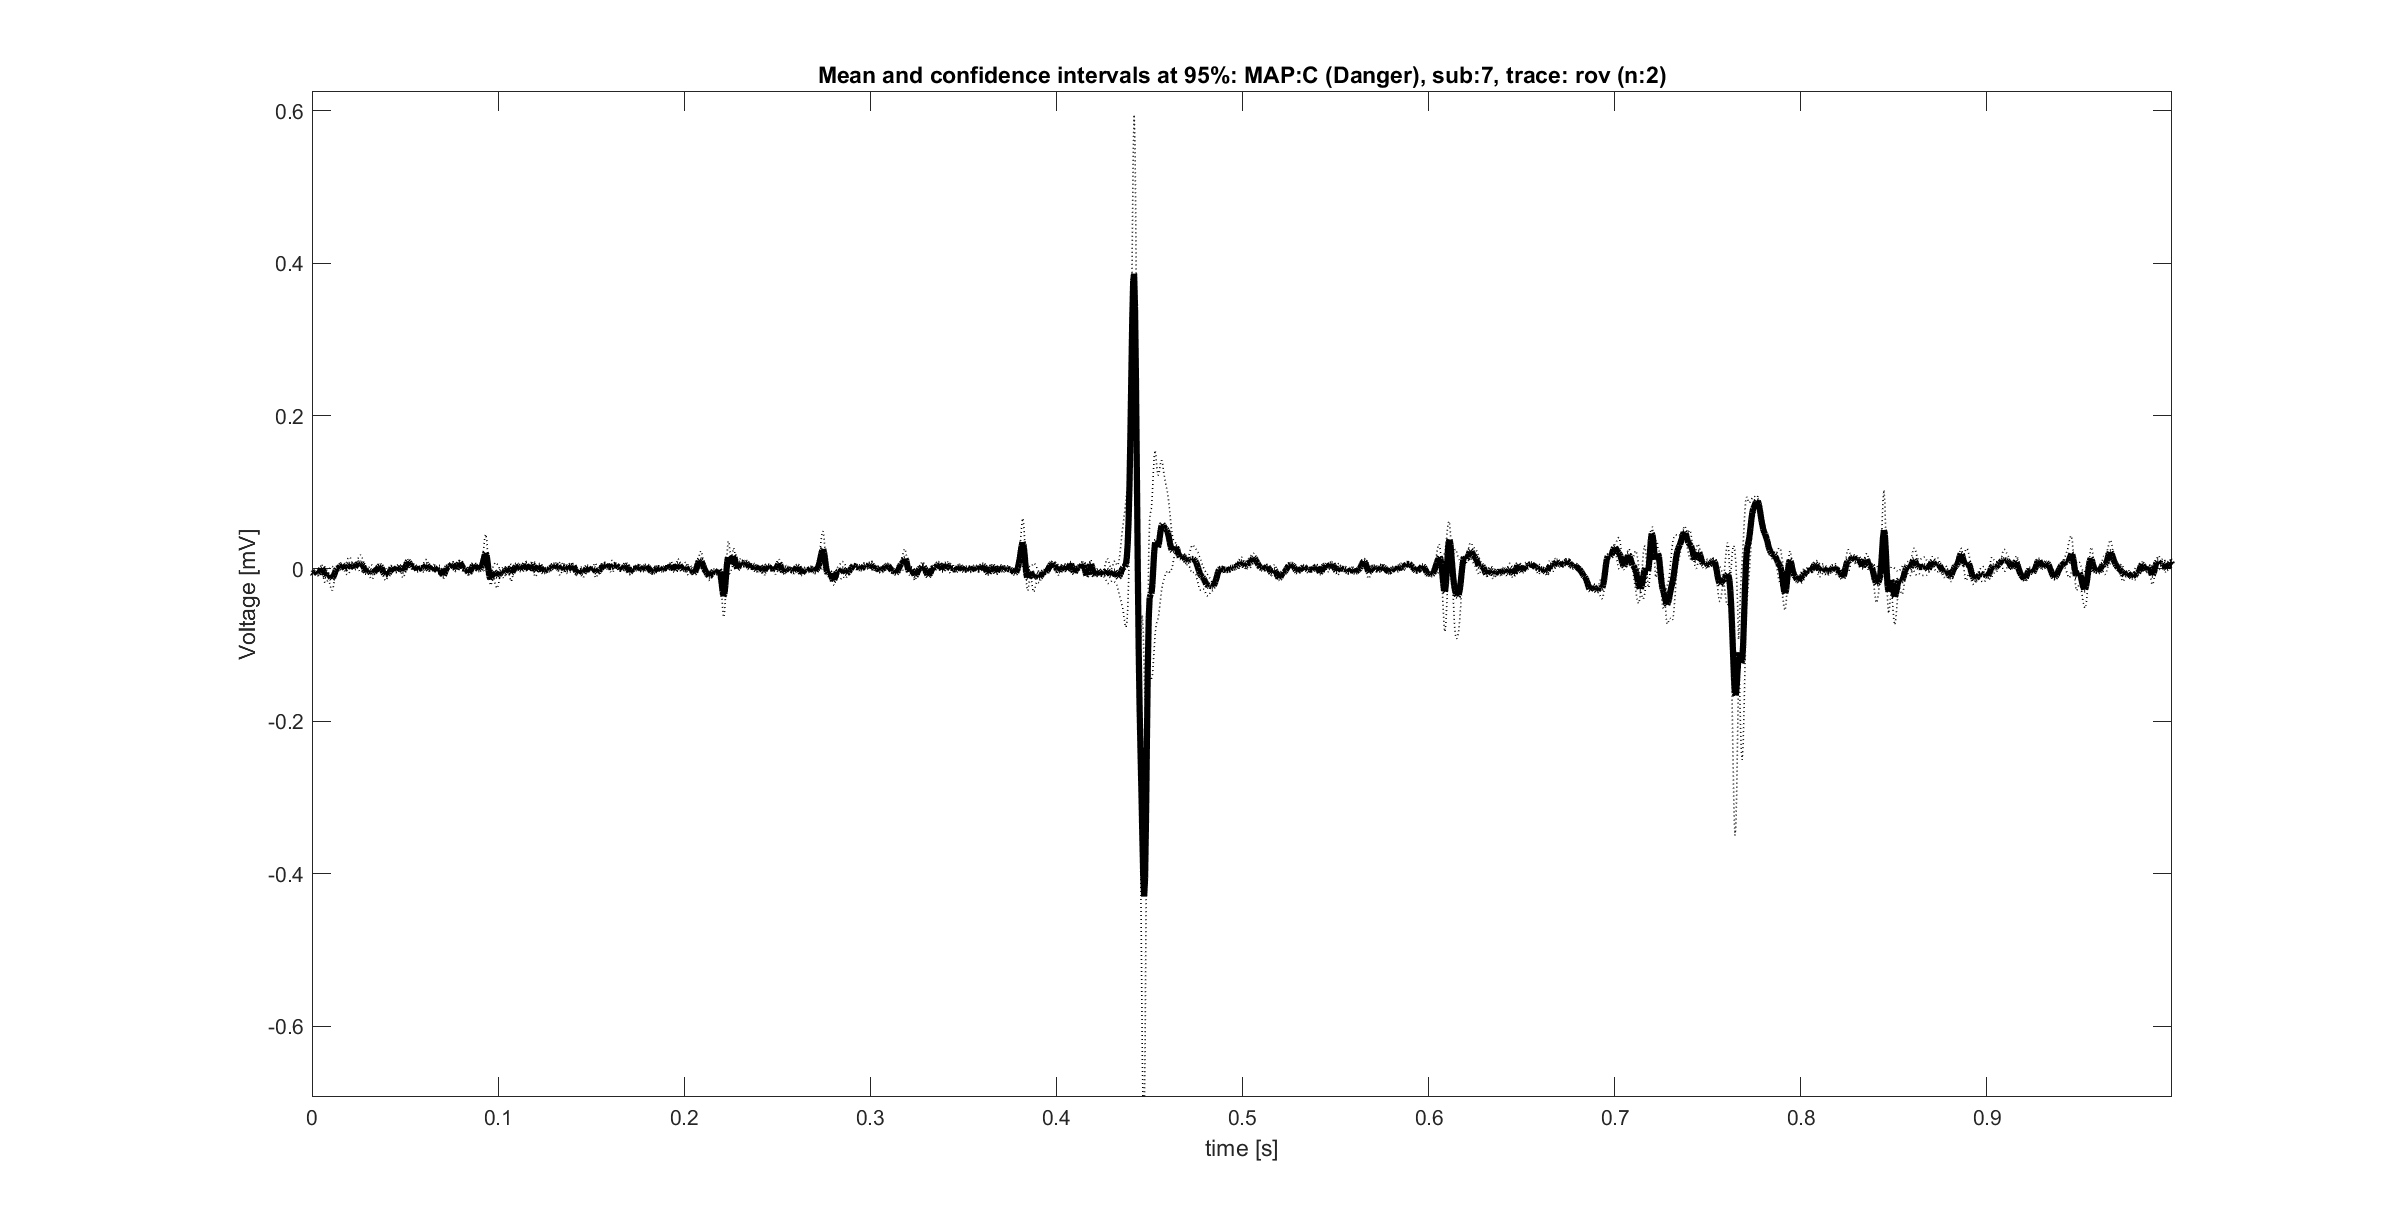 Mean and confidence intervals at 95%: MAP:C (Danger), sub:7, trace: rov (n:2)
0.6
0.4
0.2
0
-0.2
-0.4
-0.6
Voltage [mV]
0 0.1 0.2 0.3 0.4 0.5 0.6 0.7 0.8 0.9
time [s]